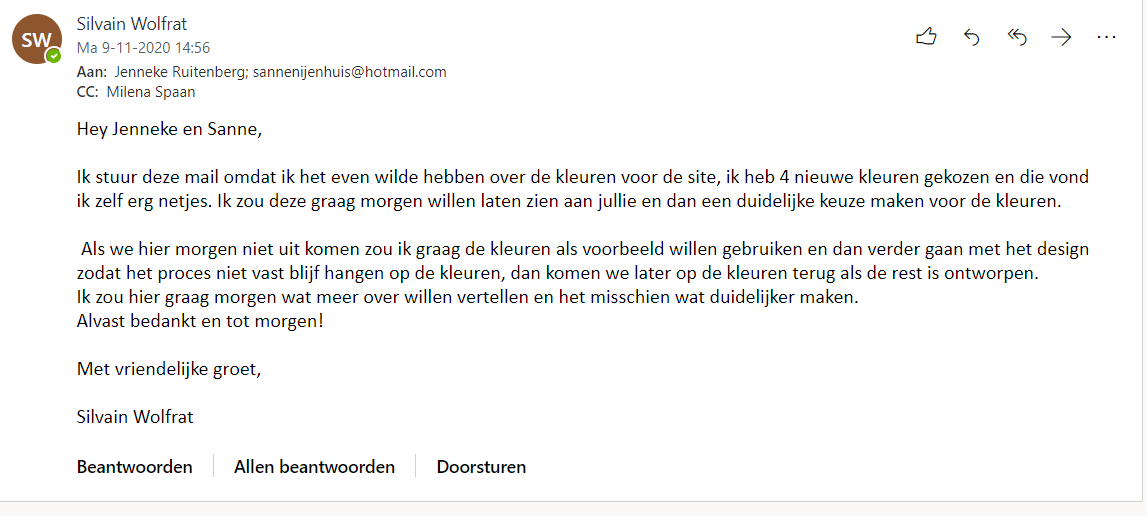 SW
Silvain Wolfrat
Ma 9-11-2020 14:56
Aan: Jenneke Ruitenberg; sannenijenhuis@hotmail.com
CC: Milena Spaan
Hey Jenneke en Sanne,
Ik stuur deze mail omdat ik het even wilde hebben over de kleuren voor de site, ik heb 4 nieuwe kleuren gekozen en die vond
ik zelf erg netjes. Ik zou deze graag morgen willen laten zien aan jullie en dan een duidelijke keuze maken voor de kleuren.
Als we hier morgen niet uit komen zou ik graag de kleuren als voorbeeld willen gebruiken en dan verder gaan met het design
zodat het proces niet vast blijf hangen op de kleuren, dan komen we later op de kleuren terug als de rest is ontworpen.
Ik zou hier graag morgen wat meer over willen vertellen en het misschien wat duidelijker maken.
Alvast bedankt en tot morgen!
Met vriendelijke groet,
Silvain Wolfrat
Beantwoorden Allen beantwoorden Doorsturen